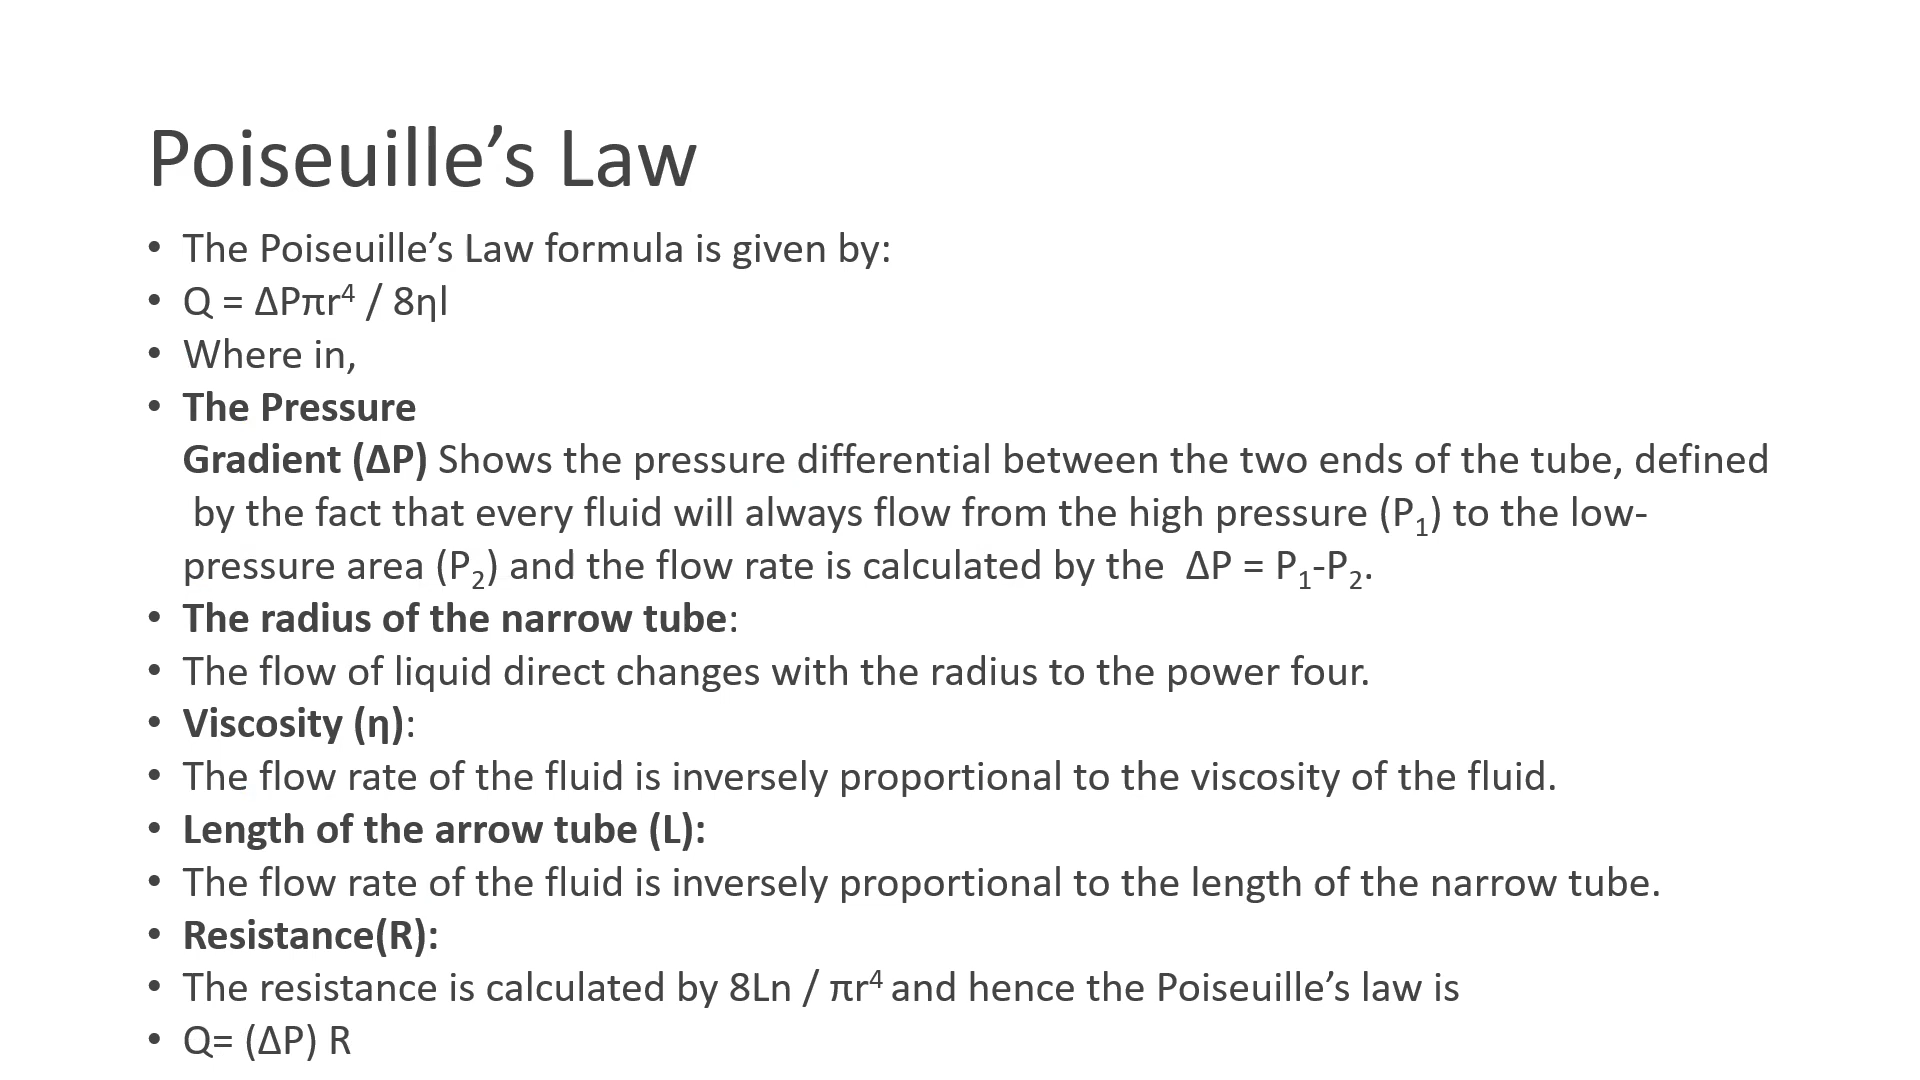 Poiseuille’s Law
• The Poiseuille’s Law formula is given by:
• Q = ΔPπr⁴ / 8ηl
• Where in,
• The Pressure
Gradient (ΔP) Shows the pressure differential between the two ends of the tube, defined
by the fact that every fluid will always flow from the high pressure (P₁) to the low-
pressure area (P₂) and the flow rate is calculated by the ΔP = P₁-P₂.
• The radius of the narrow tube:
• The flow of liquid direct changes with the radius to the power four.
• Viscosity (η):
• The flow rate of the fluid is inversely proportional to the viscosity of the fluid.
• Length of the arrow tube (L):
• The flow rate of the fluid is inversely proportional to the length of the narrow tube.
• Resistance(R):
• The resistance is calculated by 8Ln / πr⁴ and hence the Poiseuille’s law is
• Q= (ΔP) R